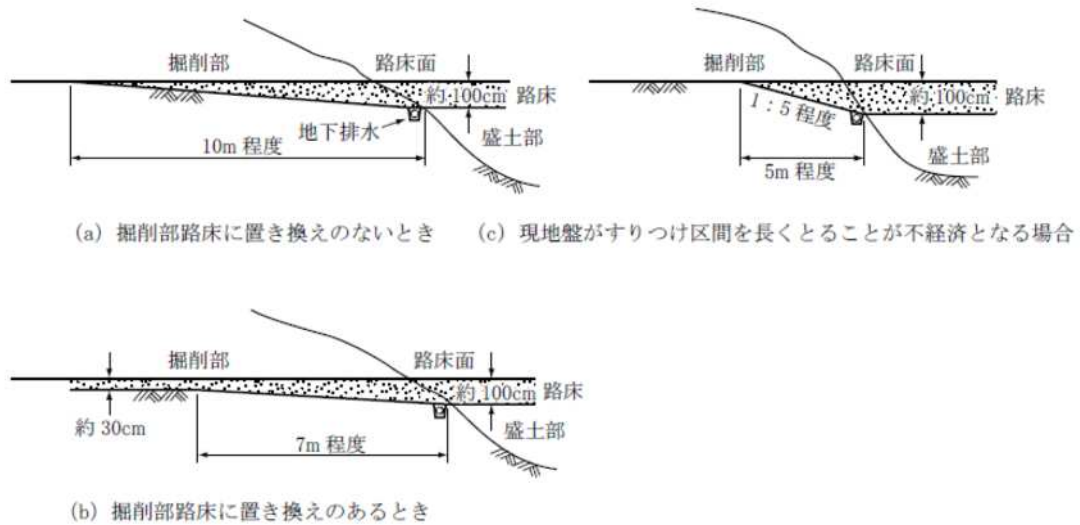 掘削部
路床面
約100cm
路床
地下排水
10m 程度
盛土部
(a) 掘削部路床に置き換えのないとき
掘削部
路床面
約100cm
路床
1:5 程度
5m 程度
盛土部
(c) 現地盤がすりつけ区間を長くとることが不経済となる場合
掘削部
路床面
約100cm
路床
約30cm
7m 程度
盛土部
(b) 掘削部路床に置き換えのあるとき